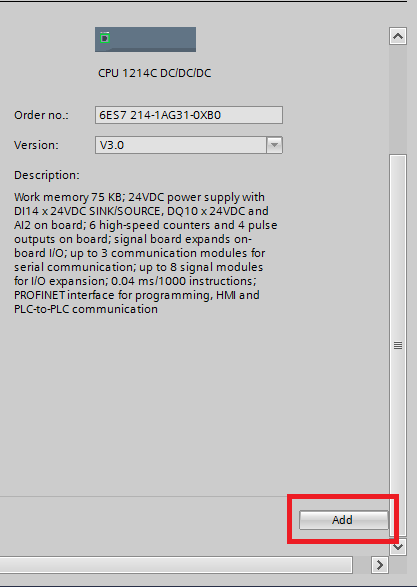 CPU 1214C DC/DC/DC
Order no.: 6ES7 214-1AG31-0XB0
Version: V3.0
Description:
Work memory 75 KB; 24VDC power supply with
DI14 x 24VDC SINK/SOURCE, DQ10 x 24VDC and
AI2 on board; 6 high-speed counters and 4 pulse
outputs on board; signal board expands on-
board I/O; up to 3 communication modules for
serial communication; up to 8 signal modules
for I/O expansion; 0.04 ms/1000 instructions;
PROFINET interface for programming, HMI and
PLC-to-PLC communication
Add